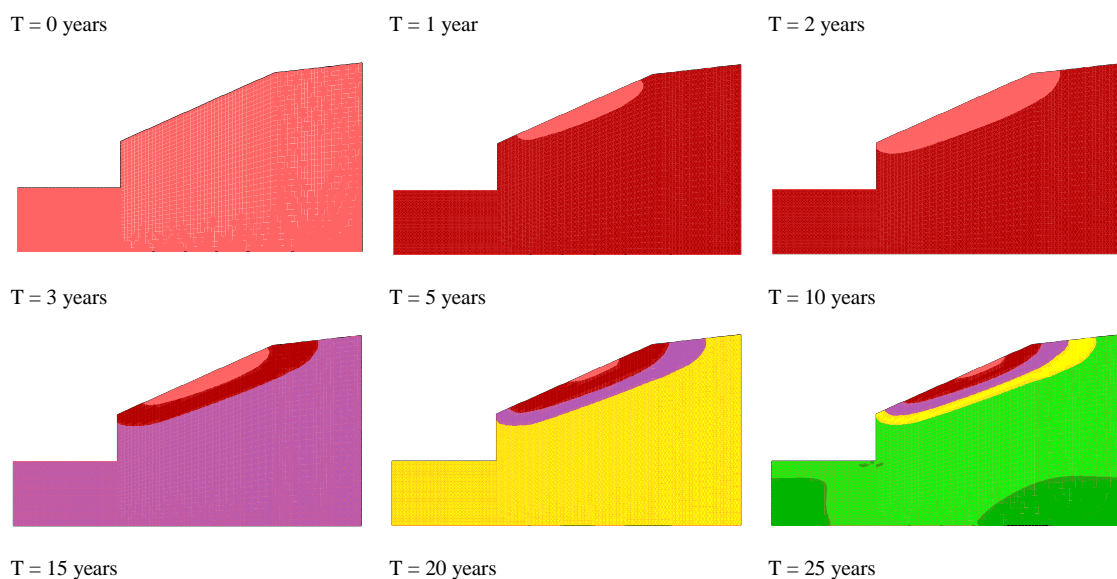 T = 0 years
T = 1 year
T = 2 years
T = 3 years
T = 5 years
T = 10 years
T = 15 years
T = 20 years
T = 25 years